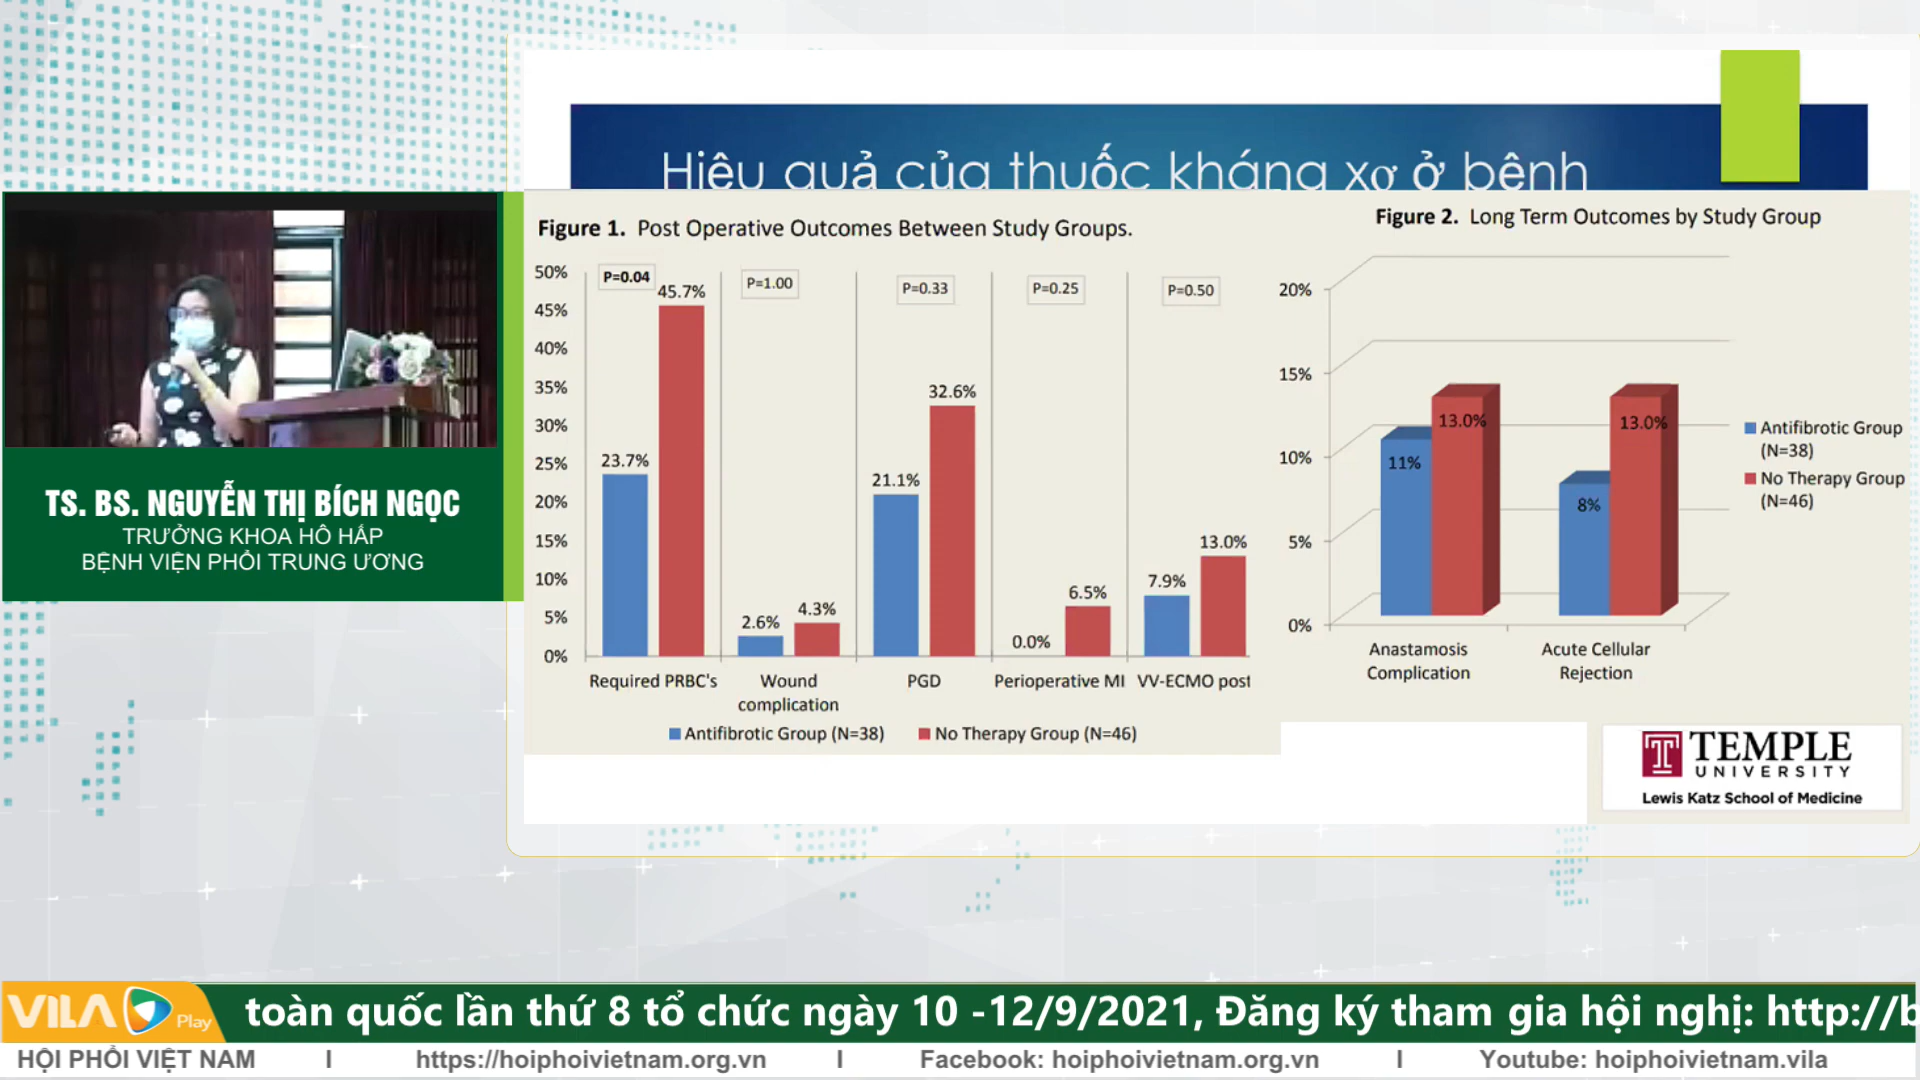 Hiệu quả của thuốc kháng xơ ở bệnh
Figure 1. Post Operative Outcomes Between Study Groups.
50%
45%
40%
35%
30%
25%
20%
15%
10%
5%
0%
P=0.04
P=1.00
P=0.33
P=0.25
P=0.50
23.7%
45.7%
2.6%
4.3%
21.1%
32.6%
0.0%
6.5%
7.9%
13.0%
Required PRBC's
Wound
complication
PGD
Perioperative MI
VV-ECMO post
Antifibrotic Group (N=38)
No Therapy Group (N=46)
Figure 2. Long Term Outcomes by Study Group
20%
15%
10%
5%
0%
11%
13.0%
8%
13.0%
Anastamosis
Complication
Acute Cellular
Rejection
Antifibrotic Group
(N=38)
No Therapy Group
(N=46)
TEMPLE
UNIVERSITY
Lewis Katz School of Medicine
TS. BS. NGUYỄN THỊ BÍCH NGỌC
TRƯỞNG KHOA HÔ HẤP
BỆNH VIỆN PHỔI TRUNG ƯƠNG
VILA Play
toàn quốc lần thứ 8 tổ chức ngày 10 -12/9/2021, Đăng ký tham gia hội nghị: http://b
HỘI PHỔI VIỆT NAM I https://hoiphoivietnam.org.vn I Facebook: hoiphoivietnam.org.vn I Youtube: hoiphoivietnam.vila